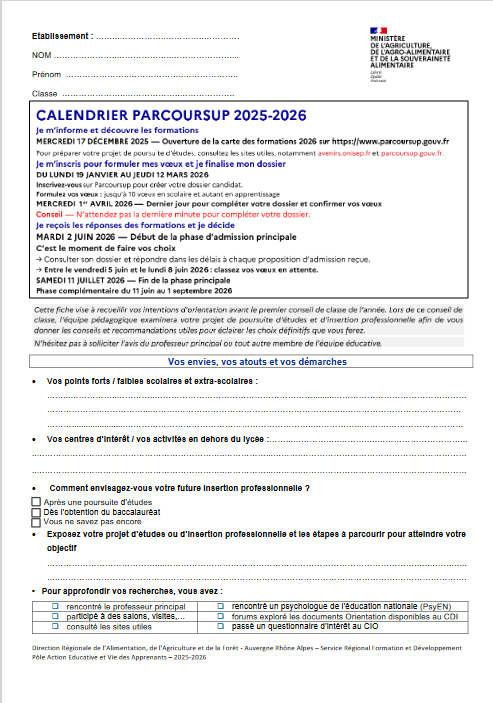 Etablissement : ……………………………………………
NOM ………………………………………………………
Prénom ……………………………………………………
Classe ……………………………………………………
MINISTÈRE
DE L'AGRICULTURE,
DE L'AGRO-ALIMENTAIRE
ET DE LA SOUVERAINETÉ
ALIMENTAIRE
Liberté
Égalité
Fraternité
CALENDRIER PARCOURSUP 2025-2026
Je m'informe et découvre les formations
MERCREDI 17 DÉCEMBRE 2025 — Ouverture de la carte des formations 2026 sur https://www.parcoursup.gouv.fr
Pour préparer votre projet de poursuite d'études, consultez les sites utiles, notamment avenirs.onisep.fr et parcoursup.gouv.fr.
Je m'inscris pour formuler mes vœux et je finalise mon dossier
DU LUNDI 19 JANVIER AU JEUDI 12 MARS 2026
Inscrivez-vous sur Parcoursup pour créer votre dossier candidat.
Formulez vos vœux : jusqu'à 10 vœux en scolaire et autant en apprentissage
MERCREDI 1er AVRIL 2026 — Dernier jour pour compléter votre dossier et confirmer vos vœux
Conseil — N'attendez pas la dernière minute pour compléter votre dossier.
Je reçois les réponses des formations et je décide
MARDI 2 JUIN 2026 — Début de la phase d'admission principale
C'est le moment de faire vos choix
→ Consulter son dossier et répondre dans les délais à chaque proposition d'admission reçue.
→ Entre le vendredi 5 juin et le lundi 8 juin 2026 : classez vos vœux en attente.
SAMEDI 11 JUILLET 2026 — Fin de la phase principale
Phase complémentaire du 11 juin au 1 septembre 2026
Cette fiche vise à recueillir vos intentions d'orientation avant le premier conseil de classe de l'année. Lors de ce conseil de
classe, l'équipe pédagogique examinera votre projet de poursuite d'études et d'insertion professionnelle afin de vous
donner les conseils et recommandations utiles pour éclairer les choix définitifs que vous ferez.
N'hésitez pas à solliciter l'avis du professeur principal ou tout autre membre de l'équipe éducative.
Vos envies, vos atouts et vos démarches
• Vos points forts / faibles scolaires et extra-scolaires :
• Vos centres d'intérêt / vos activités en dehors du lycée :……………………………………………
• Comment envisagez-vous votre future insertion professionnelle ?
Après une poursuite d'études
Dès l'obtention du baccalauréat
Vous ne savez pas encore
• Exposez votre projet d'études ou d'insertion professionnelle et les étapes à parcourir pour atteindre votre
objectif
• Pour approfondir vos recherches, vous avez :
❑ rencontré le professeur principal ❑ rencontré un psychologue de l'éducation nationale (PsyEN)
❑ participé à des salons, visites,… ❑ forums exploré les documents Orientation disponibles au CDI
❑ consulté les sites utiles ❑ passé un questionnaire d'intérêt au CIO
Direction Régionale de l'Alimentation, de l'Agriculture et de la Forêt - Auvergne Rhône Alpes – Service Régional Formation et Développement
Pôle Action Educative et Vie des Apprenants – 2025-2026